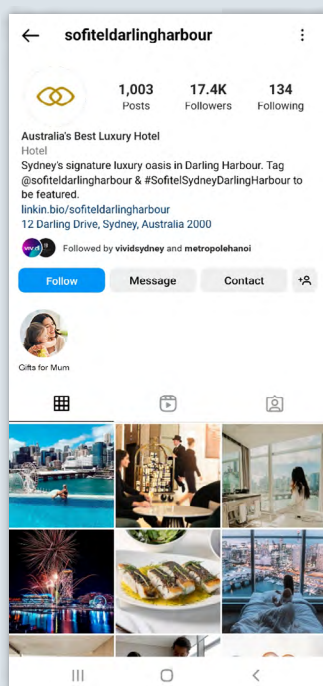 sofiteldarlingharbour
1,003 17.4K 134
Posts Followers Following
Australia's Best Luxury Hotel
Hotel
Sydney's signature luxury oasis in Darling Harbour. Tag
@sofiteldarlingharbour & #SofitelSydneyDarlingHarbour to
be featured.
linkin.bio/sofiteldarlingharbour
12 Darling Drive, Sydney, Australia 2000
Followed by vividsydney and metropolehanoi
Follow Message Contact
Gifts for Mum